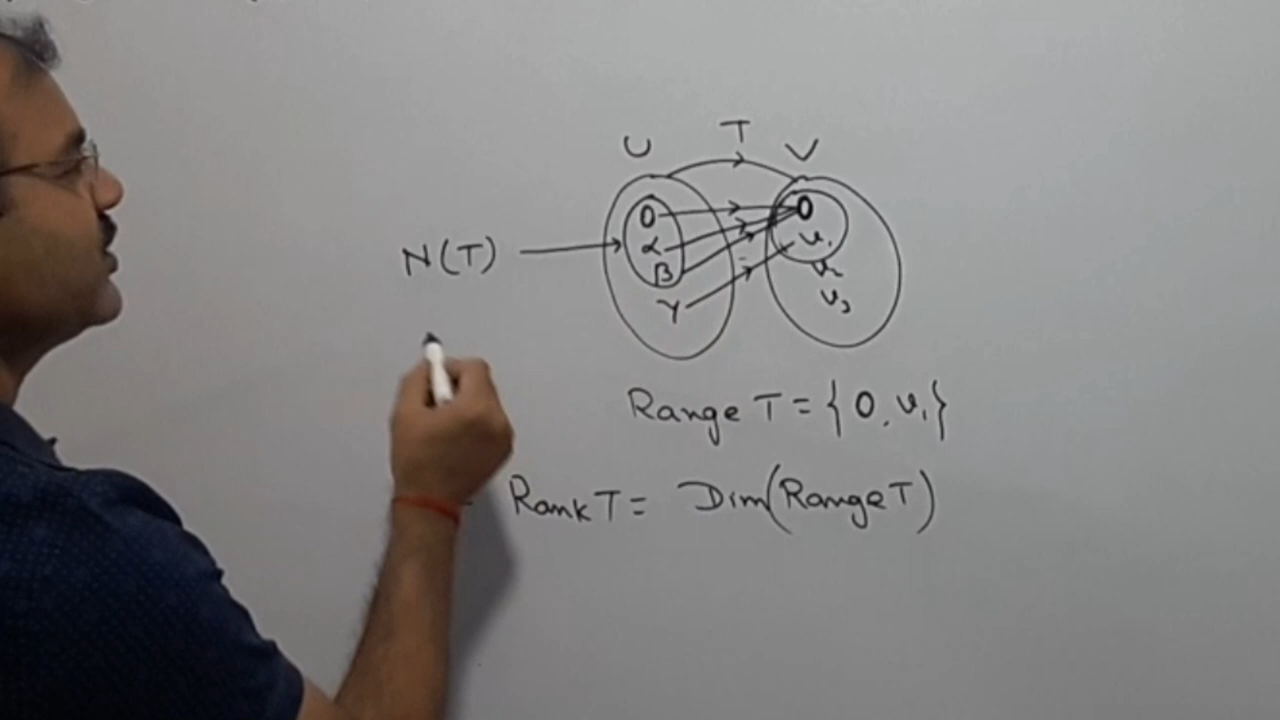 T
U V
0 0
α v₁
N(T) β v₂
γ v₃
Range T = { 0, v₁}
Rank T = Dim(Range T)